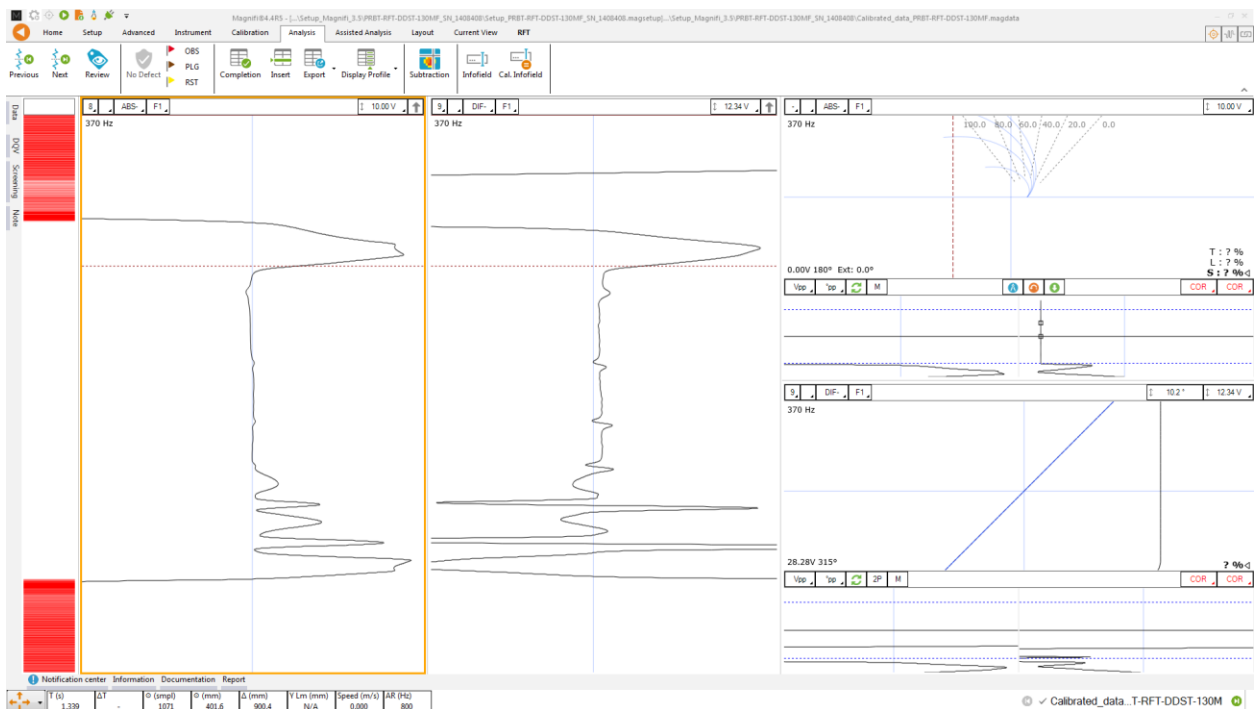 Magnifi®4.4R5 - [...\Setup_Magnifi_3.5\PRBT-RFT-DDST-130MF_SN_1408408\Setup_PRBT-RFT-DDST-130MF_SN_1408408.magsetup]...\Setup_Magnifi_3.5\PRBT-RFT-DDST-130MF_SN_1408408\Calibrated_data_PRBT-RFT-DDST-130MF.magdata
Home Setup Advanced Instrument Calibration Analysis Assisted Analysis Layout Current View RFT
OBS
PLG
RST
Previous Next Review No Defect Completion Insert Export Display Profile Subtraction Infofield Cal. Infofield
Data
DQV
Screening
Note
8 ABS- F1 10.00 V
370 Hz
9 DIF- F1 12.34 V
370 Hz
- ABS- F1 10.00 V
370 Hz
100.0 80.0 60.0 40.0 20.0 0.0
T : ? %
L : ? %
S : ? %
0.00V 180° Ext: 0.0°
Vpp °pp M A COR COR
9 DIF- F1 10.2 ° 12.34 V
370 Hz
28.28V 315°
? %
Vpp °pp 2P M COR COR
Notification center Information Documentation Report
T (s) ΔT (smpl) (mm) Δ (mm) Y Lm (mm) Speed (m/s) AR (Hz)
1.339 - 1071 401.6 900.4 N/A 0.000 800
Calibrated_data...T-RFT-DDST-130M